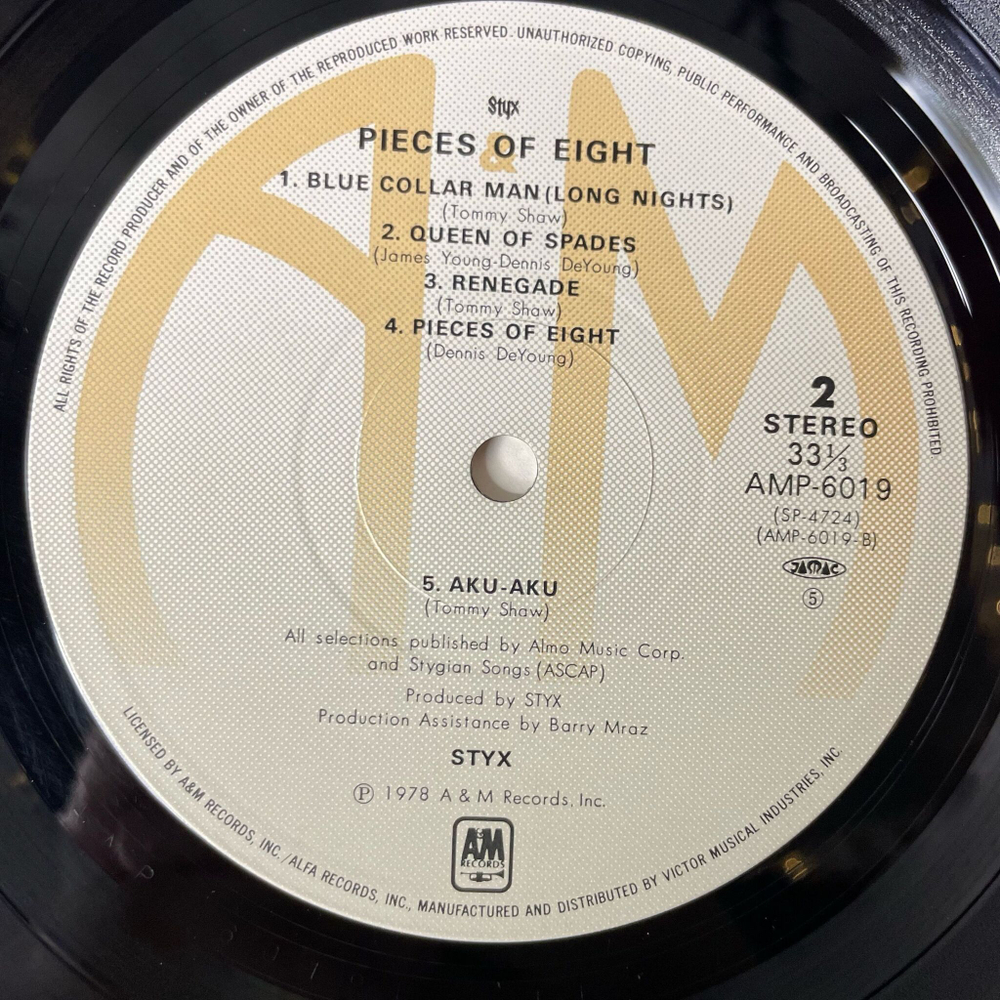 ALL RIGHTS OF THE RECORD PRODUCER AND OF THE OWNER OF THE REPRODUCED WORK RESERVED. UNAUTHORIZED COPYING, PUBLIC PERFORMANCE AND BROADCASTING OF THIS RECORDING PROHIBITED.
Styx
PIECES OF EIGHT
&
1. BLUE COLLAR MAN (LONG NIGHTS)
(Tommy Shaw)
2. QUEEN OF SPADES
(James Young-Dennis DeYoung)
3. RENEGADE
(Tommy Shaw)
4. PIECES OF EIGHT
(Dennis DeYoung)
2
STEREO
33⅓
AMP-6019
(SP-4724)
(AMP-6019-B)
JASRAC
⑤
5. AKU-AKU
(Tommy Shaw)
All selections published by Almo Music Corp.
and Stygian Songs (ASCAP)
Produced by STYX
Production Assistance by Barry Mraz
STYX
Ⓟ 1978 A & M Records, Inc.
A&M
RECORDS
LICENSED BY A&M RECORDS, INC./ALFA RECORDS, INC., MANUFACTURED AND DISTRIBUTED BY VICTOR MUSICAL INDUSTRIES, INC.